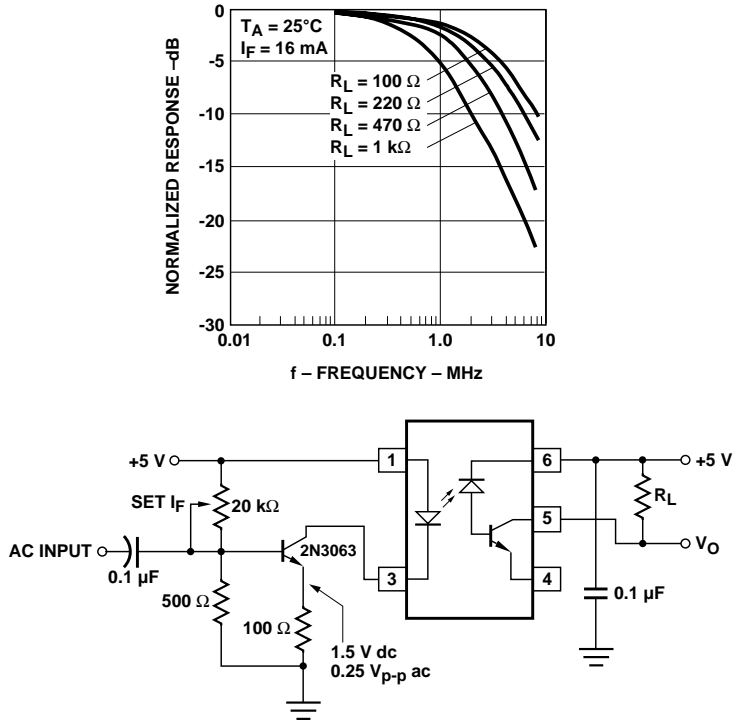 NORMALIZED RESPONSE –dB
0
-5
-10
-15
-20
-25
-30
T_A = 25°C
I_F = 16 mA
R_L = 100 Ω
R_L = 220 Ω
R_L = 470 Ω
R_L = 1 kΩ
0.01 0.1 1.0 10
f – FREQUENCY – MHz
+5 V
1
6
+5 V
SET I_F
20 kΩ
R_L
AC INPUT
2N3063
5
V_O
0.1 µF
3
4
0.1 µF
500 Ω
100 Ω
1.5 V dc
0.25 V_p-p ac